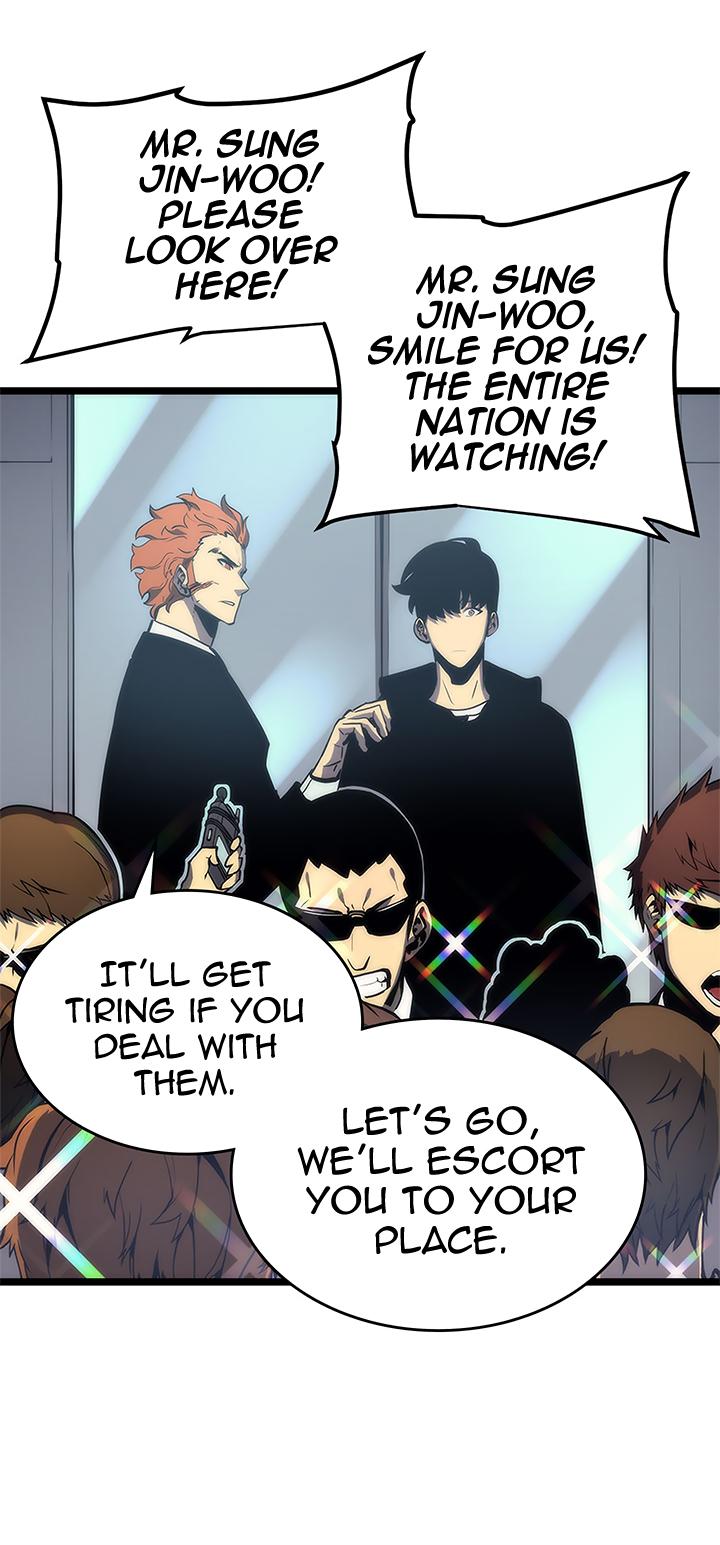 MR. SUNG
JIN-WOO!
PLEASE
LOOK OVER
HERE!
MR. SUNG
JIN-WOO,
SMILE FOR US!
THE ENTIRE
NATION IS
WATCHING!
IT'LL GET
TIRING IF YOU
DEAL WITH
THEM.
LET'S GO,
WE'LL ESCORT
YOU TO YOUR
PLACE.